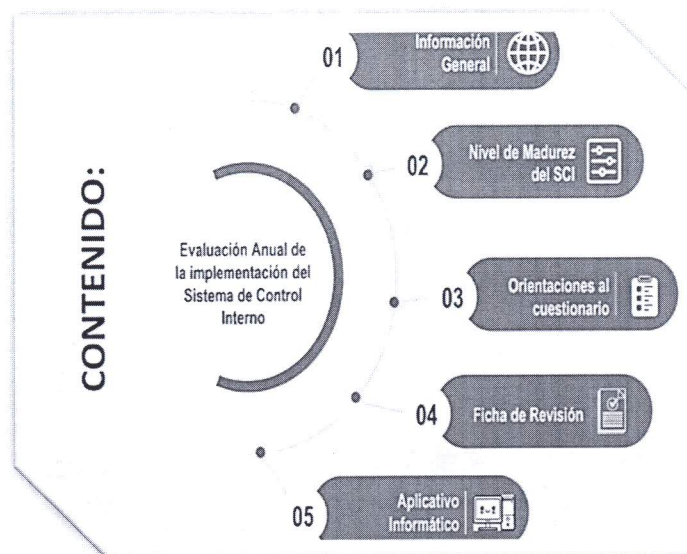 CONTENIDO:
Evaluación Anual de
la implementación del
Sistema de Control
Interno
01
Información
General
02
Nivel de Madurez
del SCI
03
Orientaciones al
cuestionario
04
Ficha de Revisión
05
Aplicativo
Informático